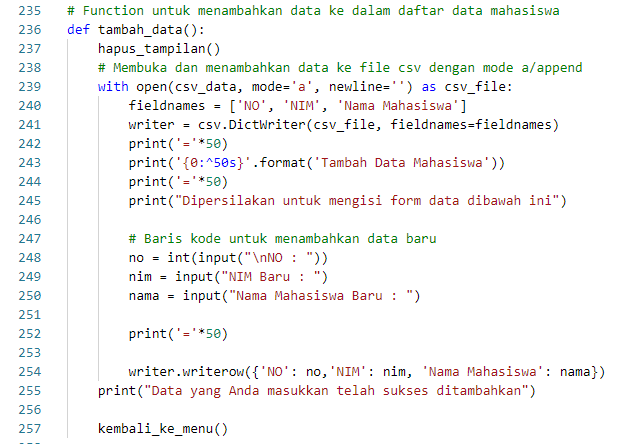 235 # Function untuk menambahkan data ke dalam daftar data mahasiswa
236 def tambah_data():
237     hapus_tampilan()
238     # Membuka dan menambahkan data ke file csv dengan mode a/append
239     with open(csv_data, mode='a', newline='') as csv_file:
240         fieldnames = ['NO', 'NIM', 'Nama Mahasiswa']
241         writer = csv.DictWriter(csv_file, fieldnames=fieldnames)
242         print('='*50)
243         print('{0:^50s}'.format('Tambah Data Mahasiswa'))
244         print('='*50)
245         print("Dipersilakan untuk mengisi form data dibawah ini")
246
247         # Baris kode untuk menambahkan data baru
248         no = int(input("\nNO : "))
249         nim = input("NIM Baru : ")
250         nama = input("Nama Mahasiswa Baru : ")
251
252         print('='*50)
253
254         writer.writerow({'NO': no,'NIM': nim, 'Nama Mahasiswa': nama})
255     print("Data yang Anda masukkan telah sukses ditambahkan")
256
257     kembali_ke_menu()